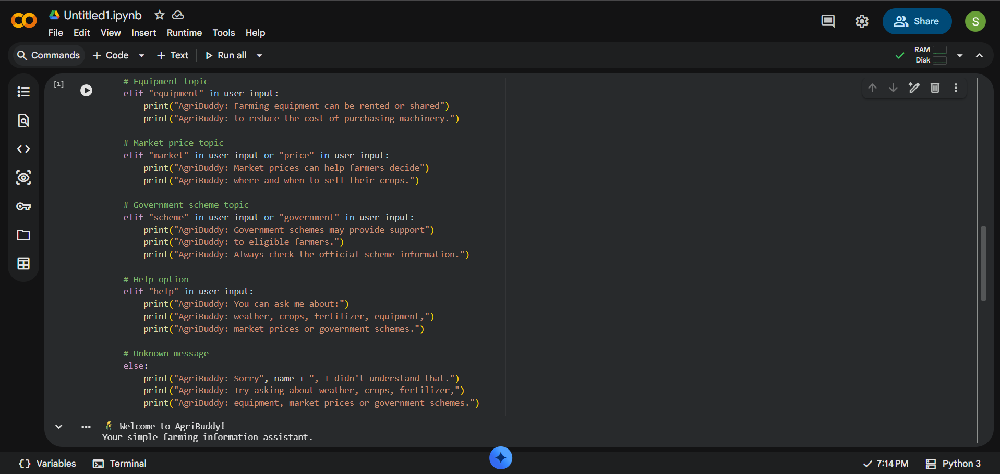 Untitled1.ipynb
File Edit View Insert Runtime Tools Help
Share
S
Commands + Code + Text Run all
RAM
Disk
[1]
# Equipment topic
elif "equipment" in user_input:
print("AgriBuddy: Farming equipment can be rented or shared")
print("AgriBuddy: to reduce the cost of purchasing machinery.")
# Market price topic
elif "market" in user_input or "price" in user_input:
print("AgriBuddy: Market prices can help farmers decide")
print("AgriBuddy: where and when to sell their crops.")
# Government scheme topic
elif "scheme" in user_input or "government" in user_input:
print("AgriBuddy: Government schemes may provide support")
print("AgriBuddy: to eligible farmers.")
print("AgriBuddy: Always check the official scheme information.")
# Help option
elif "help" in user_input:
print("AgriBuddy: You can ask me about:")
print("AgriBuddy: weather, crops, fertilizer, equipment,")
print("AgriBuddy: market prices or government schemes.")
# Unknown message
else:
print("AgriBuddy: Sorry", name + ", I didn't understand that.")
print("AgriBuddy: Try asking about weather, crops, fertilizer,")
print("AgriBuddy: equipment, market prices or government schemes.")
🌾 Welcome to AgriBuddy!
Your simple farming information assistant.
Variables Terminal
7:14 PM Python 3